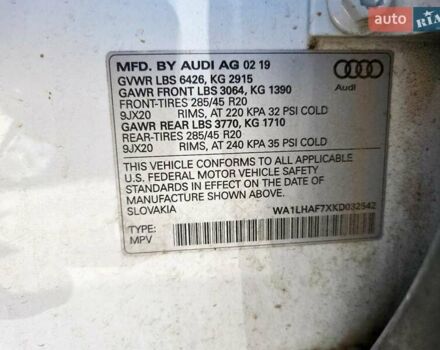 auto
RIA
MFD. BY AUDI AG 02 19
GVWR LBS 6426, KG 2915
GAWR FRONT LBS 3064, KG 1390
FRONT-TIRES 285/45 R20
9JX20 RIMS, AT 220 KPA 32 PSI COLD
GAWR REAR LBS 3770, KG 1710
REAR-TIRES 285/45 R20
9JX20 RIMS, AT 240 KPA 35 PSI COLD
Audi
THIS VEHICLE CONFORMS TO ALL APPLICABLE
U.S. FEDERAL MOTOR VEHICLE SAFETY
STANDARDS IN EFFECT ON THE DATE OF
MANUFACTURE SHOWN ABOVE.
SLOVAKIA
WA1LHAF7XKD032542
TYPE:
MPV